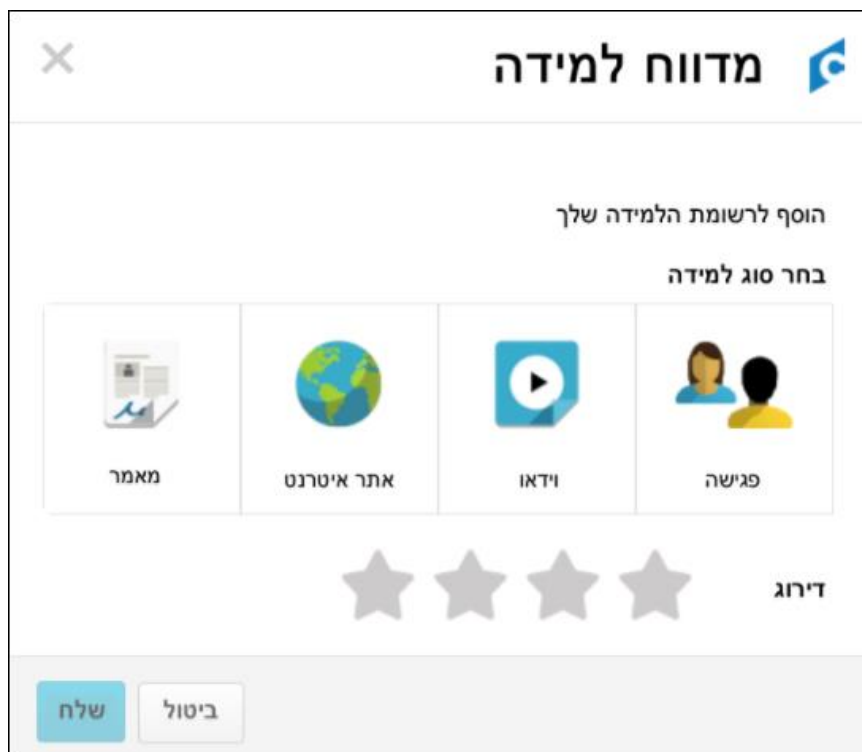 מדווח למידה
הוסף לרשומת הלמידה שלך
בחר סוג למידה
פגישה
וידאו
אתר איטרנט
מאמר
דירוג
ביטול
שלח